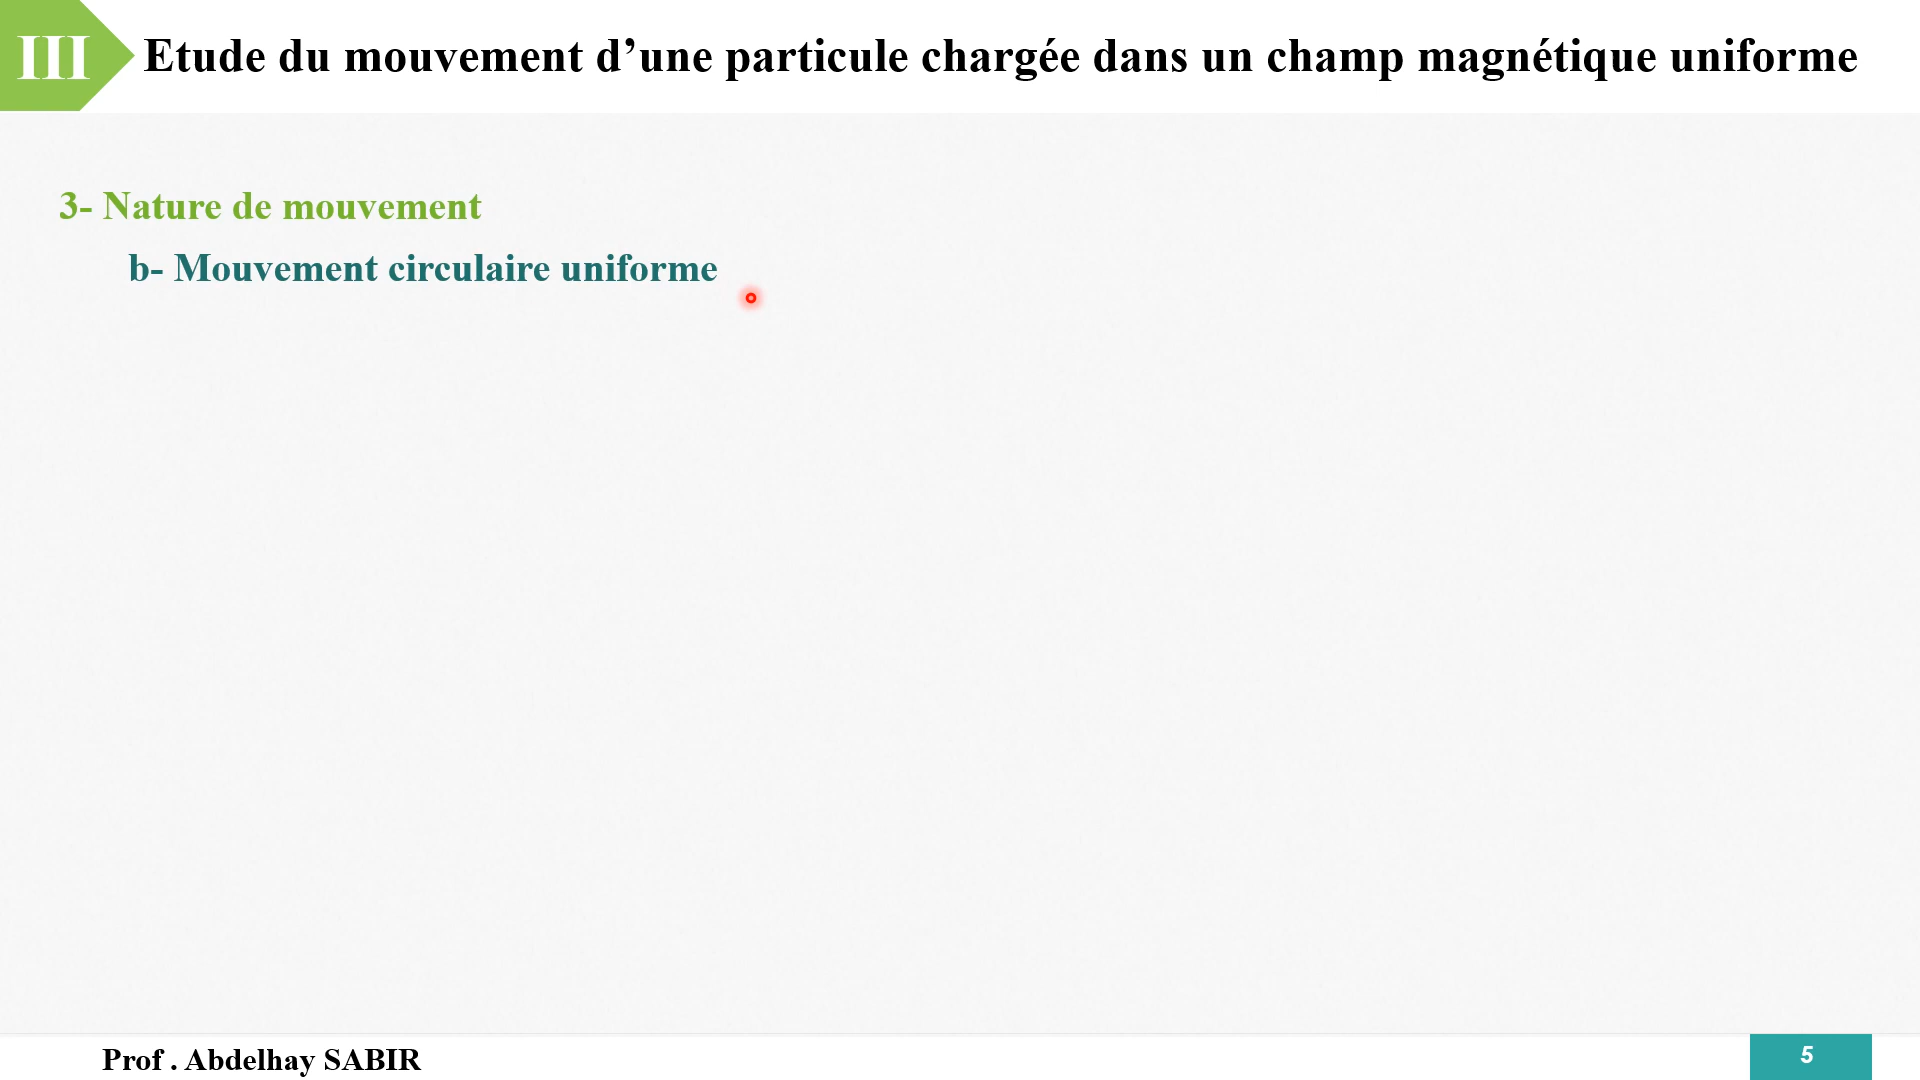 III
Etude du mouvement d’une particule chargée dans un champ magnétique uniforme
3- Nature de mouvement
b- Mouvement circulaire uniforme
Prof . Abdelhay SABIR
5